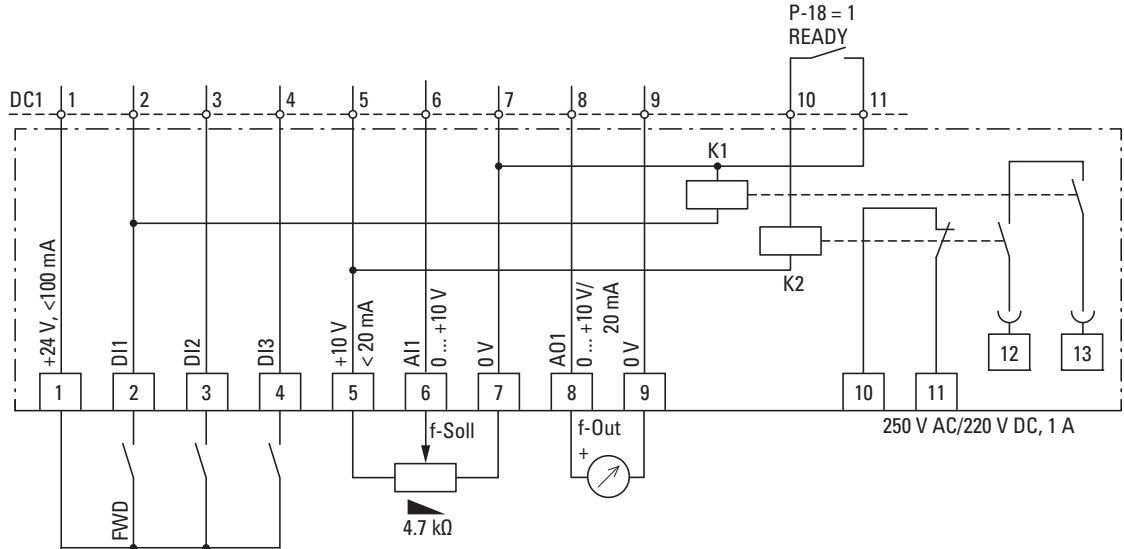 P-18 = 1
READY
DC1 1 2 3 4 5 6 7 8 9 10 11
K1
K2
+24 V, <100 mA
DI1
DI2
DI3
+10 V
< 20 mA
AI1
0 ... +10 V
0 V
AO1
0 ... +10 V/
20 mA
0 V
12 13
1 2 3 4 5 6 7 8 9 10 11
250 V AC/220 V DC, 1 A
f-Soll
f-Out
+
FWD
4.7 kΩ